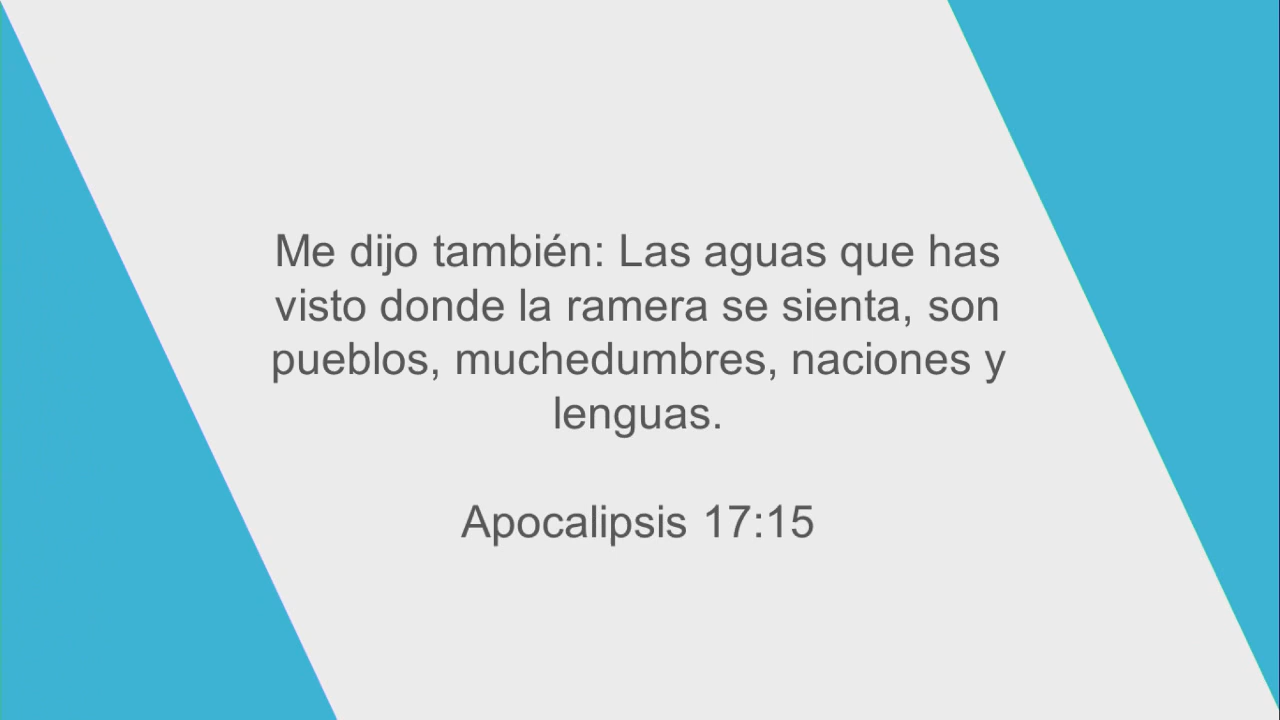 Me dijo también: Las aguas que has
visto donde la ramera se sienta, son
pueblos, muchedumbres, naciones y
lenguas.
Apocalipsis 17:15